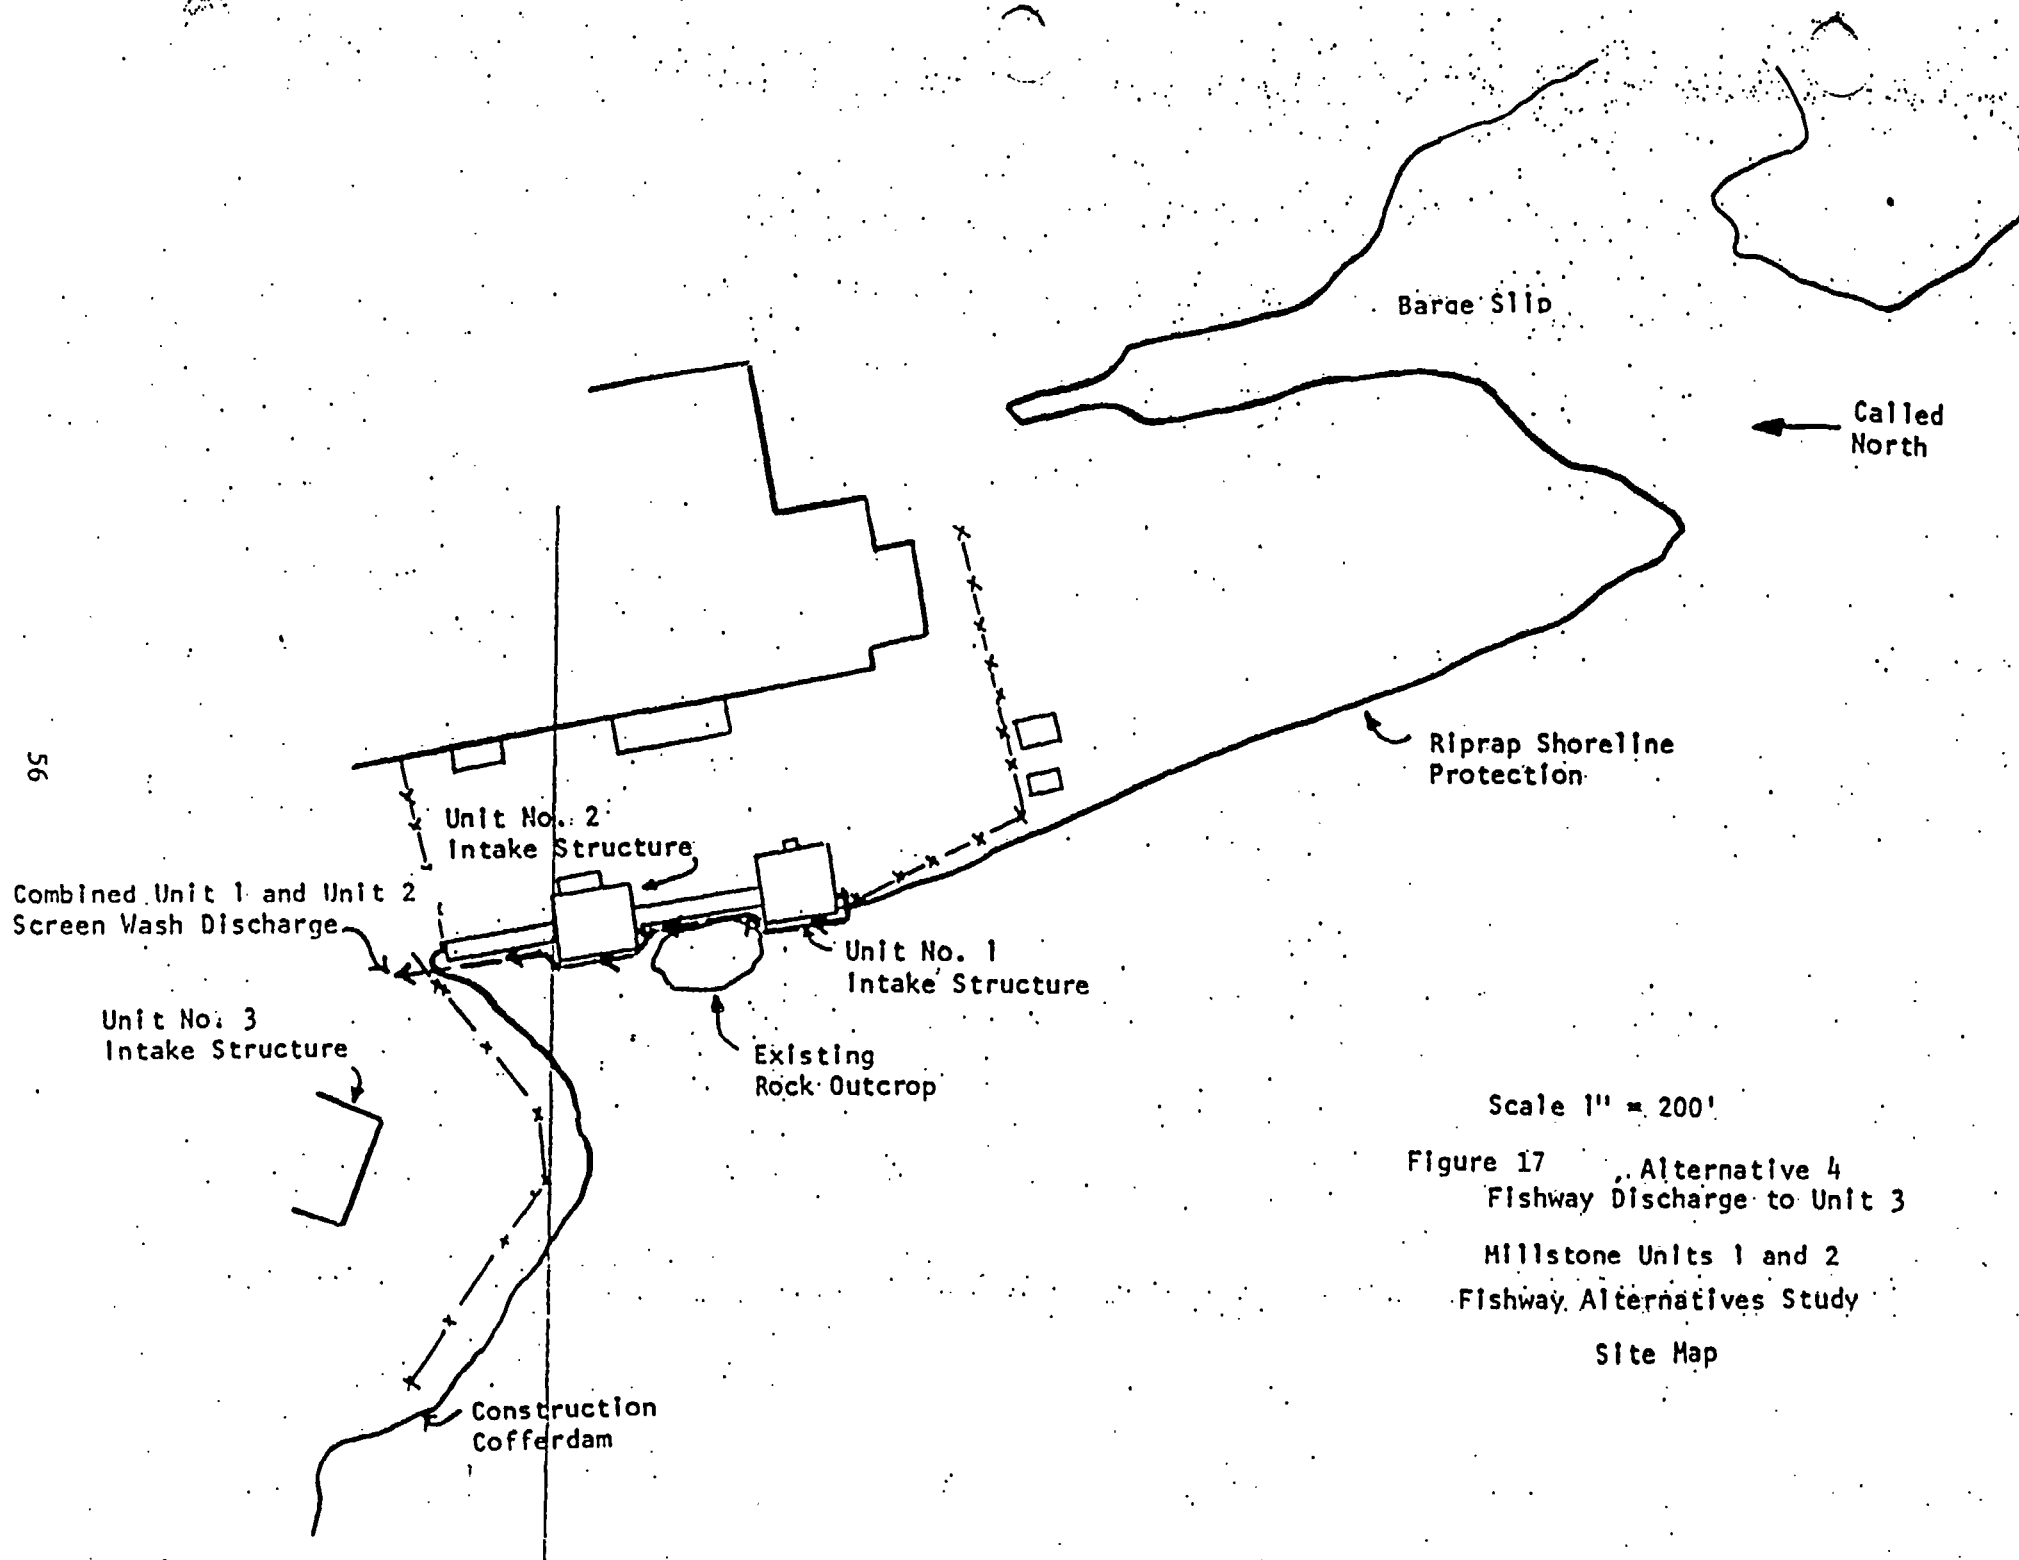 Barge Slip
Called
North
Riprap Shoreline
Protection
56
Unit No. 2
Intake Structure
Combined Unit 1 and Unit 2
Screen Wash Discharge
Unit No. 1
Intake Structure
Unit No. 3
Intake Structure
Existing
Rock Outcrop
Scale 1" = 200'
Figure 17 , Alternative 4
Fishway Discharge to Unit 3
Millstone Units 1 and 2
Fishway Alternatives Study
Site Map
Construction
Cofferdam